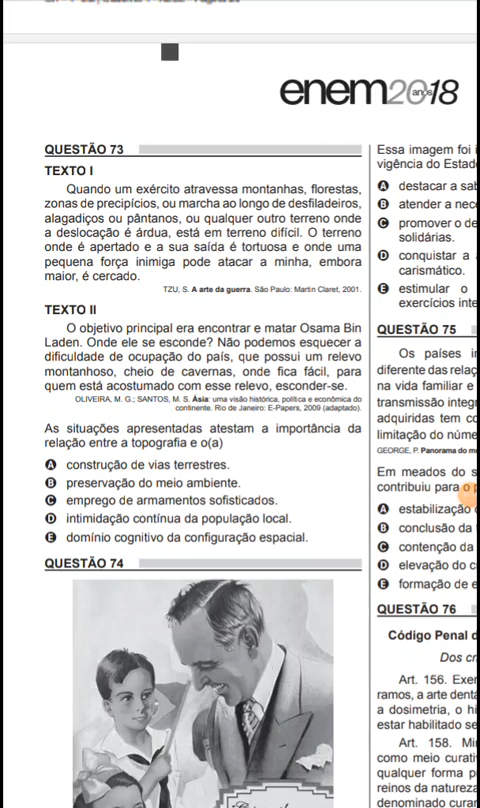 enem20anos18
QUESTÃO 73
TEXTO I
Quando um exército atravessa montanhas, florestas,
zonas de precipícios, ou marcha ao longo de desfiladeiros,
alagadiços ou pântanos, ou qualquer outro terreno onde
a deslocação é árdua, está em terreno difícil. O terreno
onde é apertado e a sua saída é tortuosa e onde uma
pequena força inimiga pode atacar a minha, embora
maior, é cercado.
TZU, S. A arte da guerra. São Paulo: Martin Claret, 2001.
TEXTO II
O objetivo principal era encontrar e matar Osama Bin
Laden. Onde ele se esconde? Não podemos esquecer a
dificuldade de ocupação do país, que possui um relevo
montanhoso, cheio de cavernas, onde fica fácil, para
quem está acostumado com esse relevo, esconder-se.
OLIVEIRA, M. G.; SANTOS, M. S. Ásia: uma visão histórica, política e econômica do
continente. Rio de Janeiro: E-Papers, 2009 (adaptado).
As situações apresentadas atestam a importância da
relação entre a topografia e o(a)
A construção de vias terrestres.
B preservação do meio ambiente.
C emprego de armamentos sofisticados.
D intimidação contínua da população local.
E domínio cognitivo da configuração espacial.
QUESTÃO 74
Essa imagem foi
vigência do Estad
A destacar a sal
B atender a nec
C promover o de
solidárias.
D conquistar a
carismático.
E estimular o
exercícios inte
QUESTÃO 75
Os países
diferente das relaç
na vida familiar e
transmissão integ
adquiridas tem
limitação do núme
GEORGE, P. Panorama do
Em meados do s
contribuiu para o
A estabilização
B conclusão da
C contenção da
D elevação do c
E formação de e
QUESTÃO 76
Código Penal d
Dos cr
Art. 156. Exer
ramos, a arte denta
a dosimetria, o hi
estar habilitado se
Art. 158. Mi
como meio curati
qualquer forma p
reinos da natureza
denominado curan